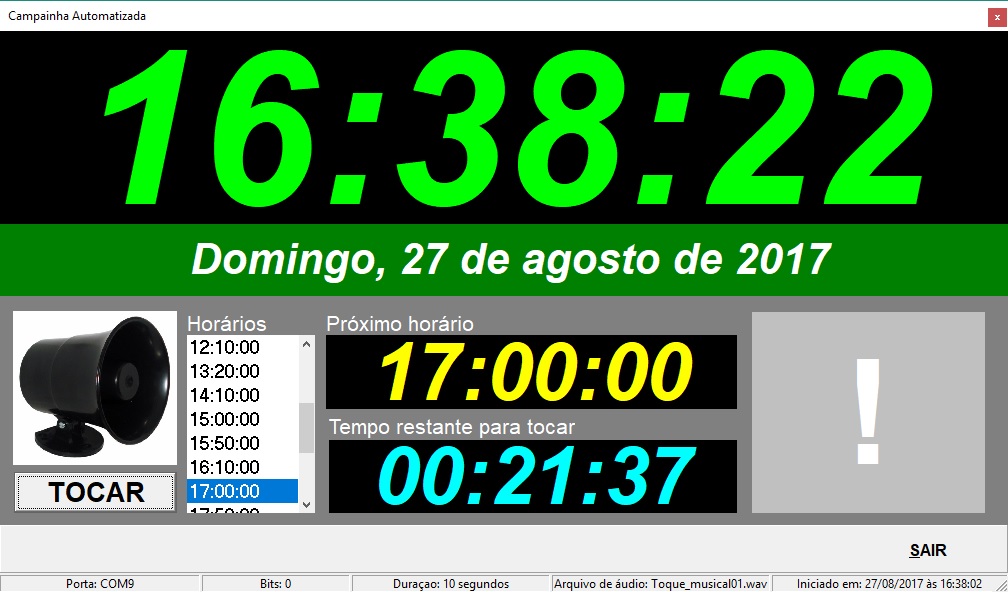 Campainha Automatizada
x
16:38:22
Domingo, 27 de agosto de 2017
Horários
12:10:00
13:20:00
14:10:00
15:00:00
15:50:00
16:10:00
17:00:00
17:50:00
TOCAR
Próximo horário
17:00:00
Tempo restante para tocar
00:21:37
!
SAIR
Porta: COM9
Bits: 0
Duraçao: 10 segundos
Arquivo de áudio: Toque_musical01.wav
Iniciado em: 27/08/2017 às 16:38:02